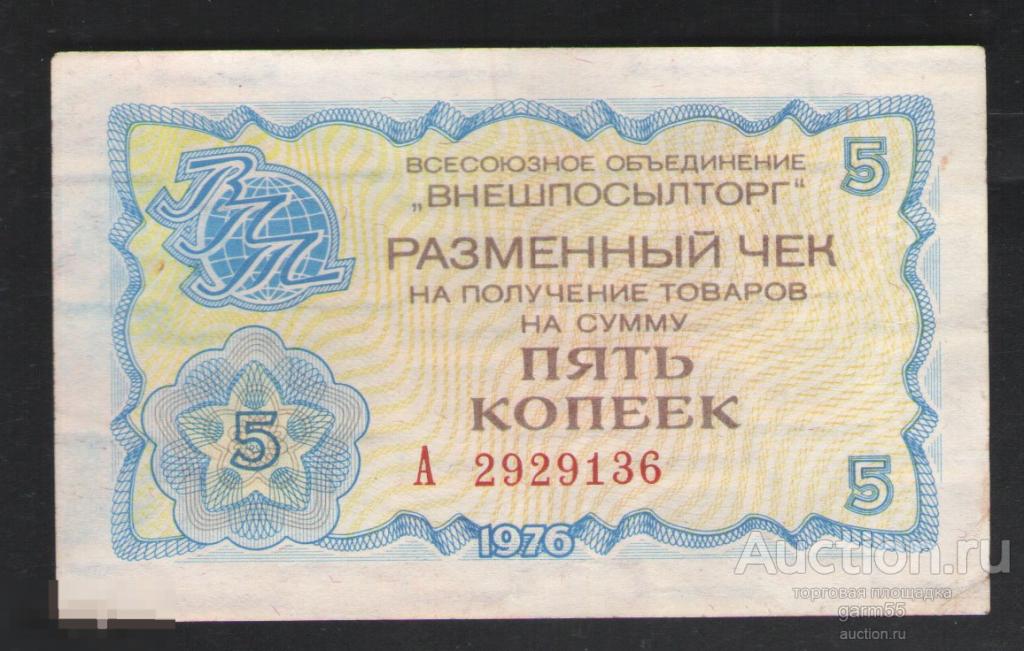 ВПТ
ВСЕСОЮЗНОЕ ОБЪЕДИНЕНИЕ
„ВНЕШПОСЫЛТОРГ“
5
РАЗМЕННЫЙ ЧЕК
НА ПОЛУЧЕНИЕ ТОВАРОВ
НА СУММУ
ПЯТЬ
КОПЕЕК
5
А 2929136
5
1976
Auction.ru
торговая площадка
garm55
auction.ru